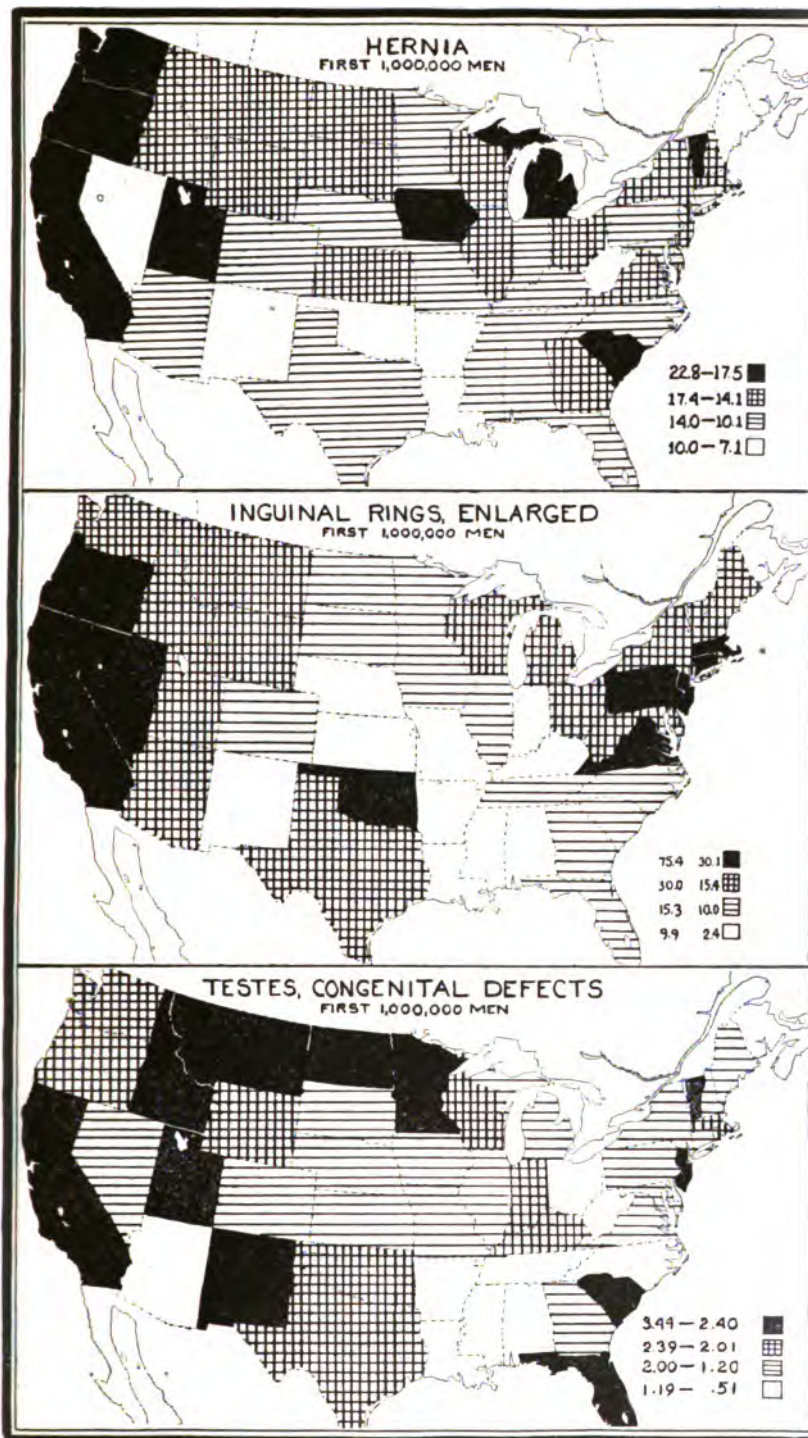 HERNIA
FIRST 1,000,000 MEN
22.8–17.5
17.4–14.1
14.0–10.1
10.0–7.1
INGUINAL RINGS, ENLARGED
FIRST 1,000,000 MEN
75.4 30.1
30.0 15.4
15.3 10.0
9.9 2.4
TESTES, CONGENITAL DEFECTS
FIRST 1,000,000 MEN
3.44–2.40
2.39–2.01
2.00–1.20
1.19– .51